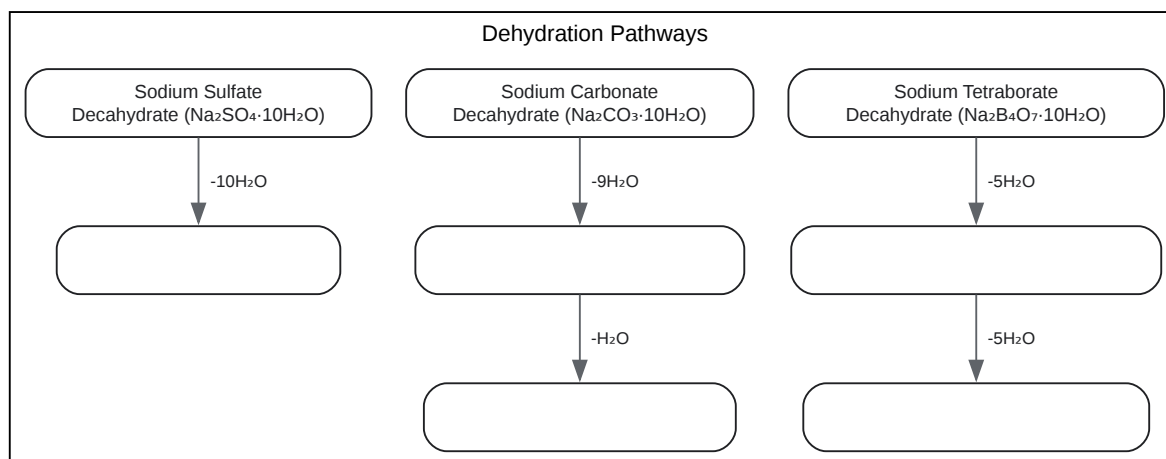 Dehydration Pathways
Sodium Sulfate
Decahydrate (Na₂SO₄·10H₂O)
Sodium Carbonate
Decahydrate (Na₂CO₃·10H₂O)
Sodium Tetraborate
Decahydrate (Na₂B₄O₇·10H₂O)
-10H₂O
-9H₂O
-5H₂O
-H₂O
-5H₂O